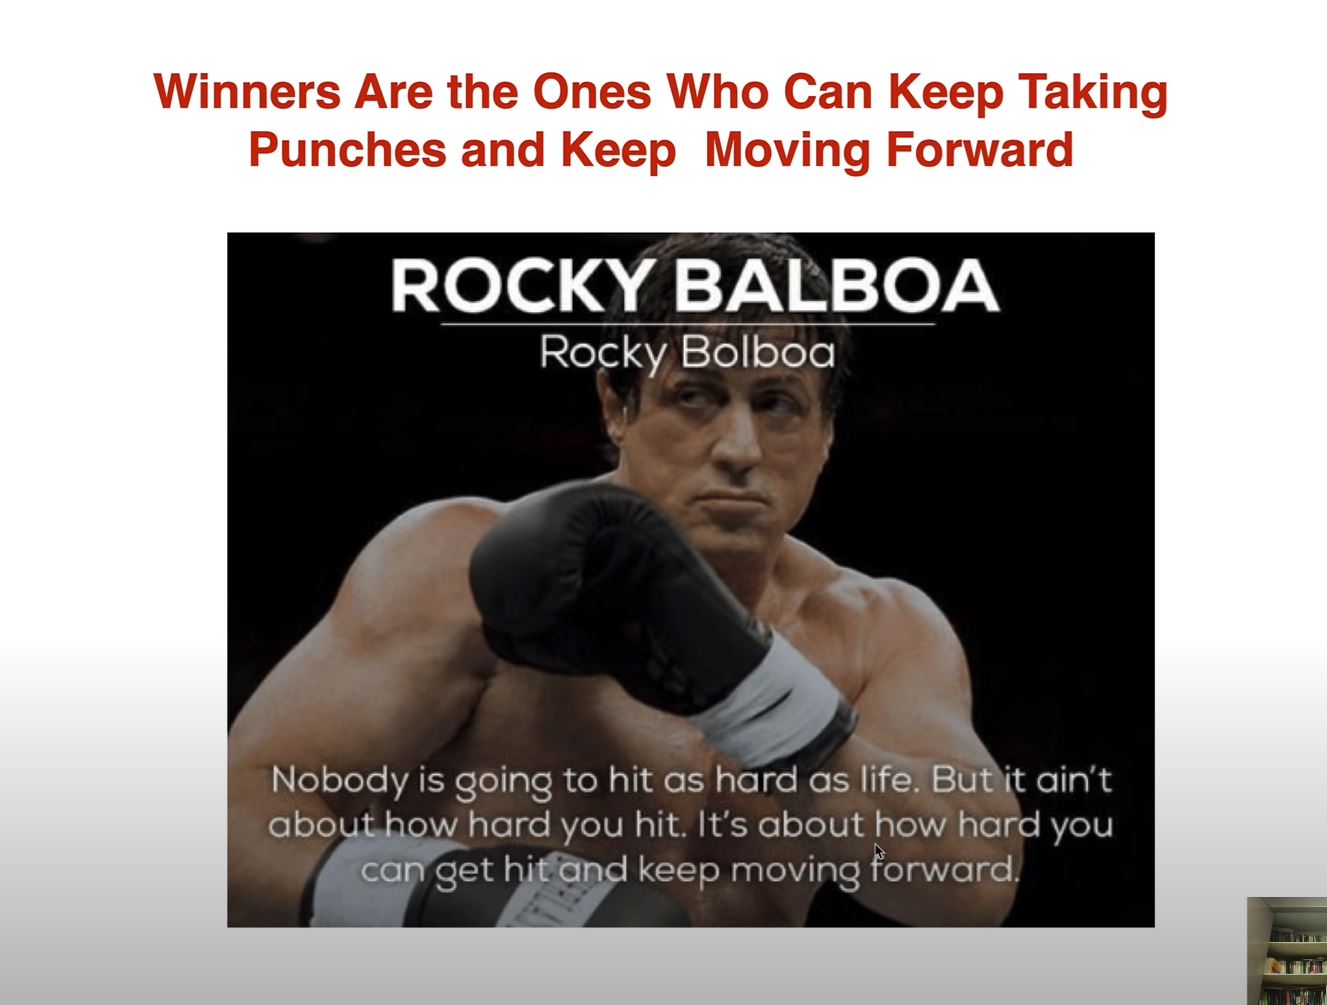 Winners Are the Ones Who Can Keep Taking
Punches and Keep  Moving Forward
ROCKY BALBOA
Rocky Bolboa
Nobody is going to hit as hard as life. But it ain't
about how hard you hit. It's about how hard you
can get hit and keep moving forward.